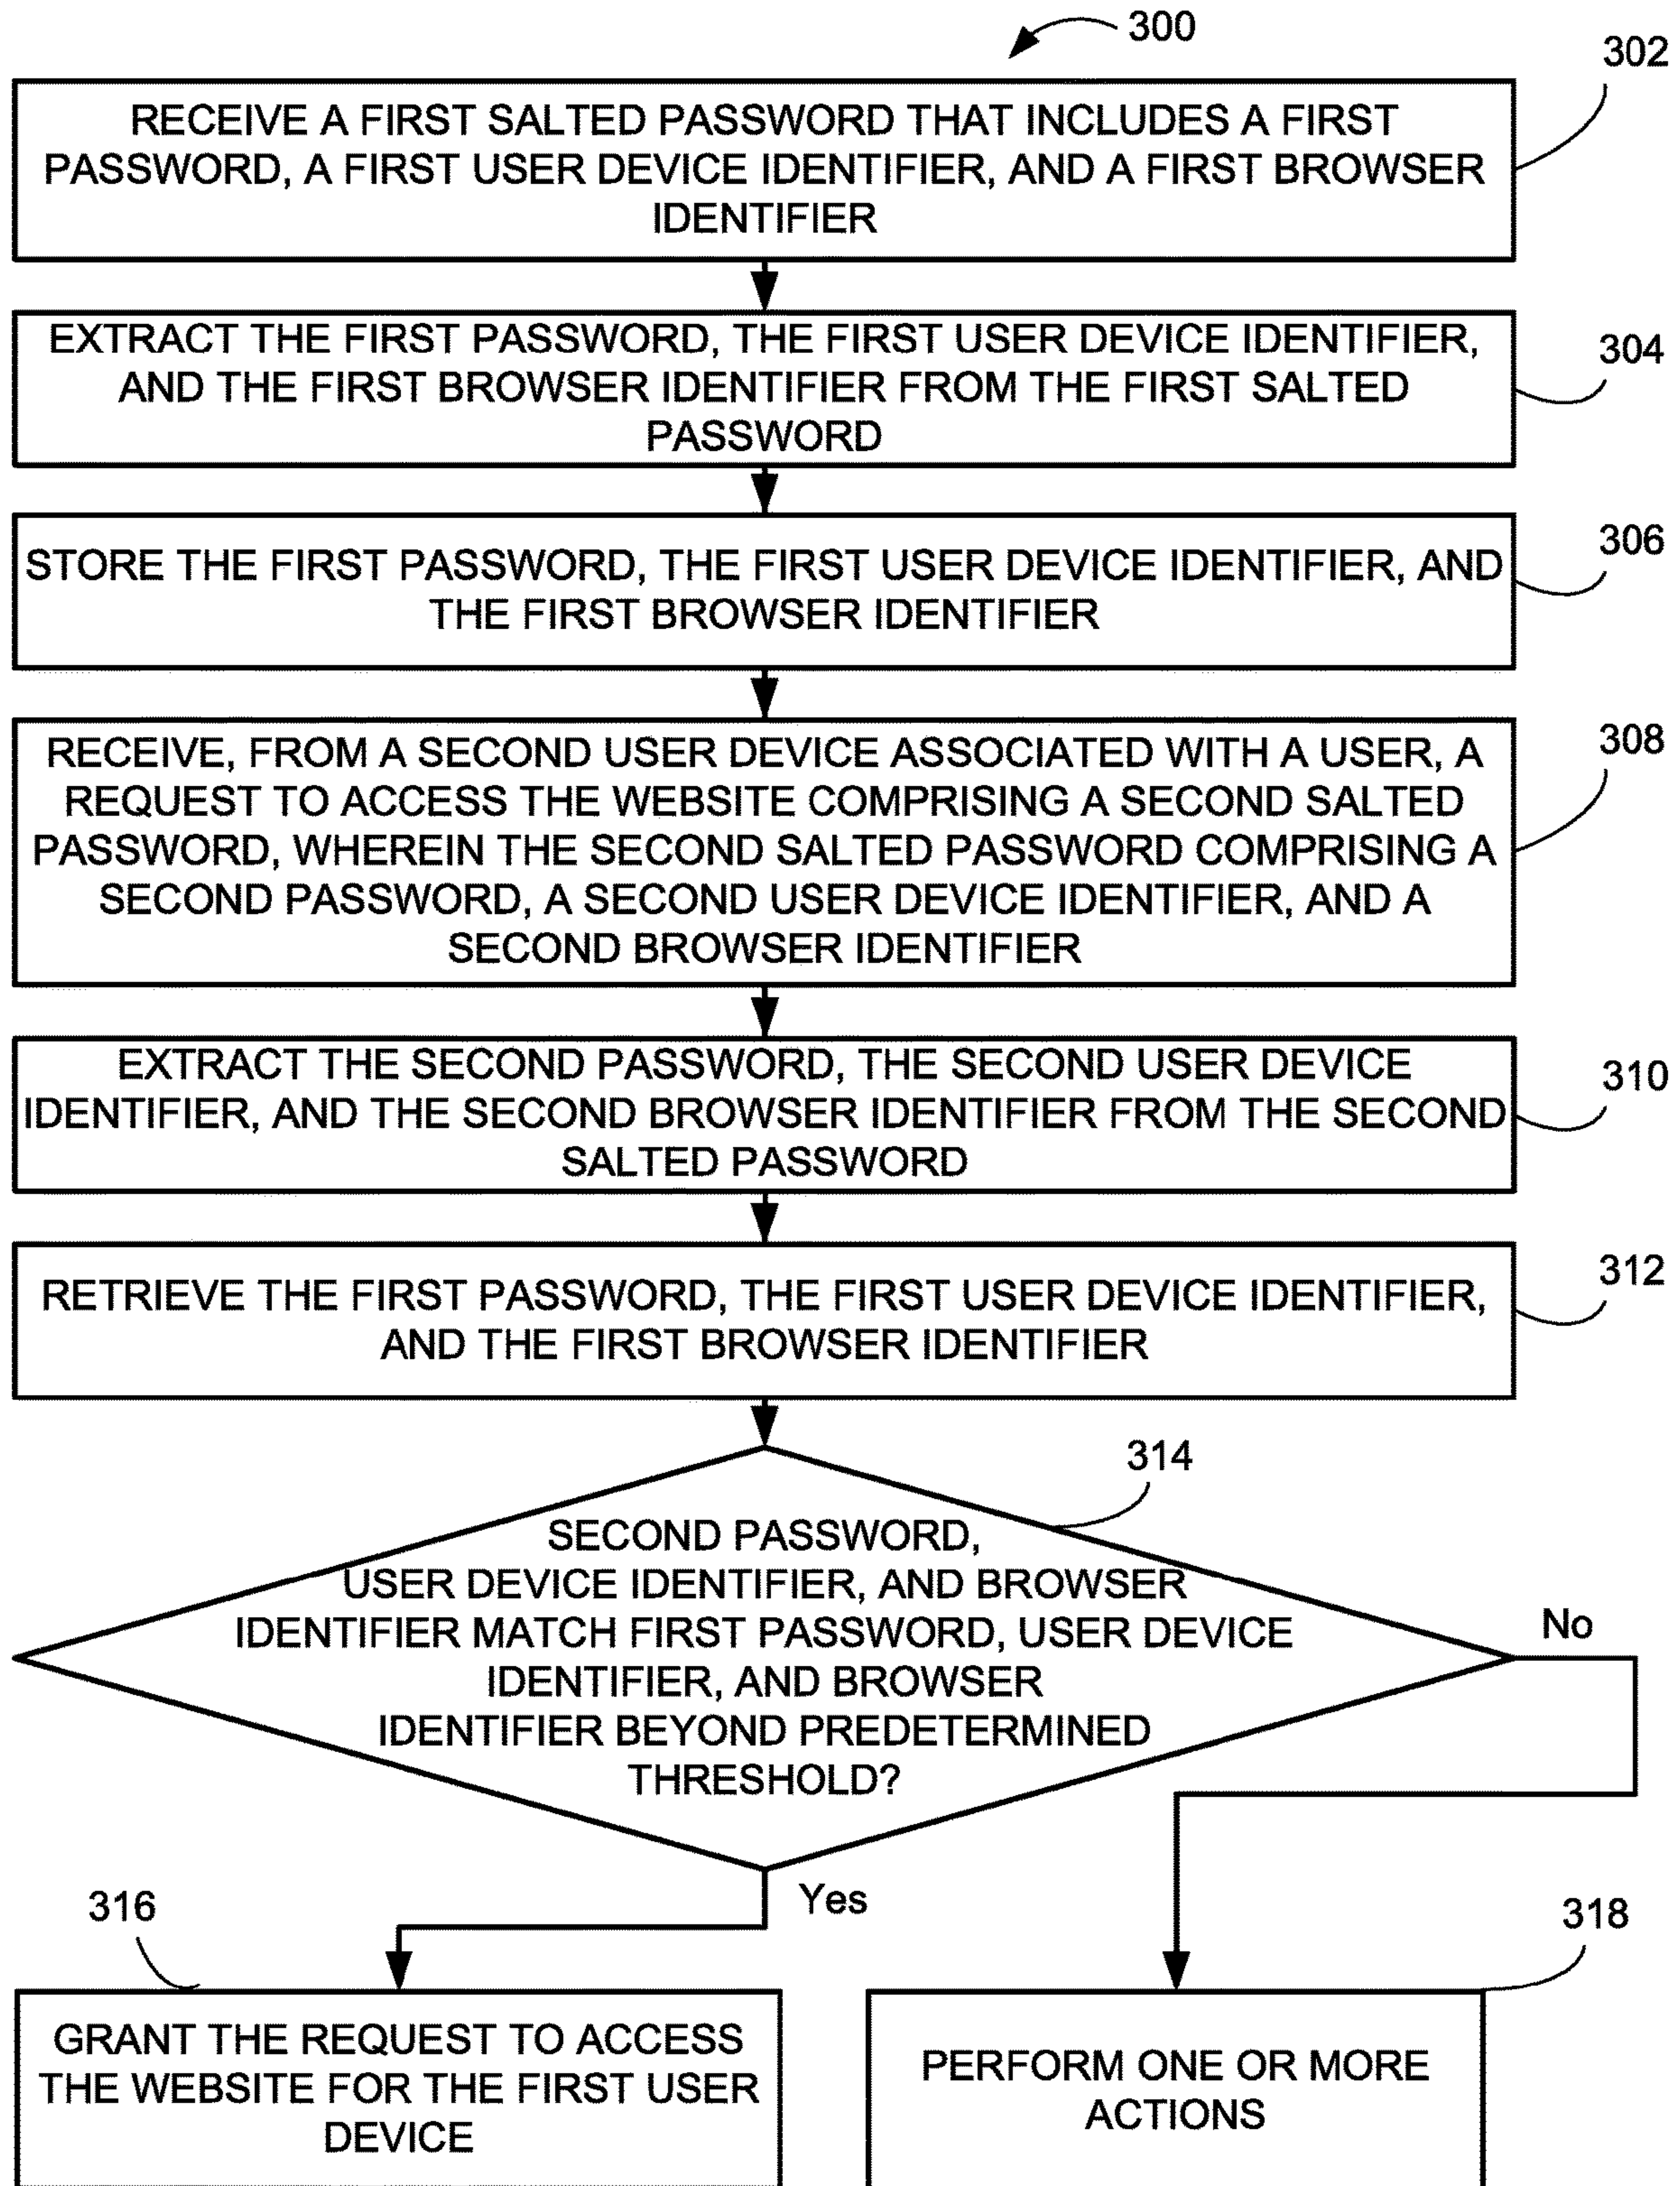 300
302
RECEIVE A FIRST SALTED PASSWORD THAT INCLUDES A FIRST
PASSWORD, A FIRST USER DEVICE IDENTIFIER, AND A FIRST BROWSER
IDENTIFIER
304
EXTRACT THE FIRST PASSWORD, THE FIRST USER DEVICE IDENTIFIER,
AND THE FIRST BROWSER IDENTIFIER FROM THE FIRST SALTED
PASSWORD
306
STORE THE FIRST PASSWORD, THE FIRST USER DEVICE IDENTIFIER, AND
THE FIRST BROWSER IDENTIFIER
308
RECEIVE, FROM A SECOND USER DEVICE ASSOCIATED WITH A USER, A
REQUEST TO ACCESS THE WEBSITE COMPRISING A SECOND SALTED
PASSWORD, WHEREIN THE SECOND SALTED PASSWORD COMPRISING A
SECOND PASSWORD, A SECOND USER DEVICE IDENTIFIER, AND A
SECOND BROWSER IDENTIFIER
310
EXTRACT THE SECOND PASSWORD, THE SECOND USER DEVICE
IDENTIFIER, AND THE SECOND BROWSER IDENTIFIER FROM THE SECOND
SALTED PASSWORD
312
RETRIEVE THE FIRST PASSWORD, THE FIRST USER DEVICE IDENTIFIER,
AND THE FIRST BROWSER IDENTIFIER
314
SECOND PASSWORD,
USER DEVICE IDENTIFIER, AND BROWSER
IDENTIFIER MATCH FIRST PASSWORD, USER DEVICE
IDENTIFIER, AND BROWSER
IDENTIFIER BEYOND PREDETERMINED
THRESHOLD?
No
Yes
316
GRANT THE REQUEST TO ACCESS
THE WEBSITE FOR THE FIRST USER
DEVICE
318
PERFORM ONE OR MORE
ACTIONS